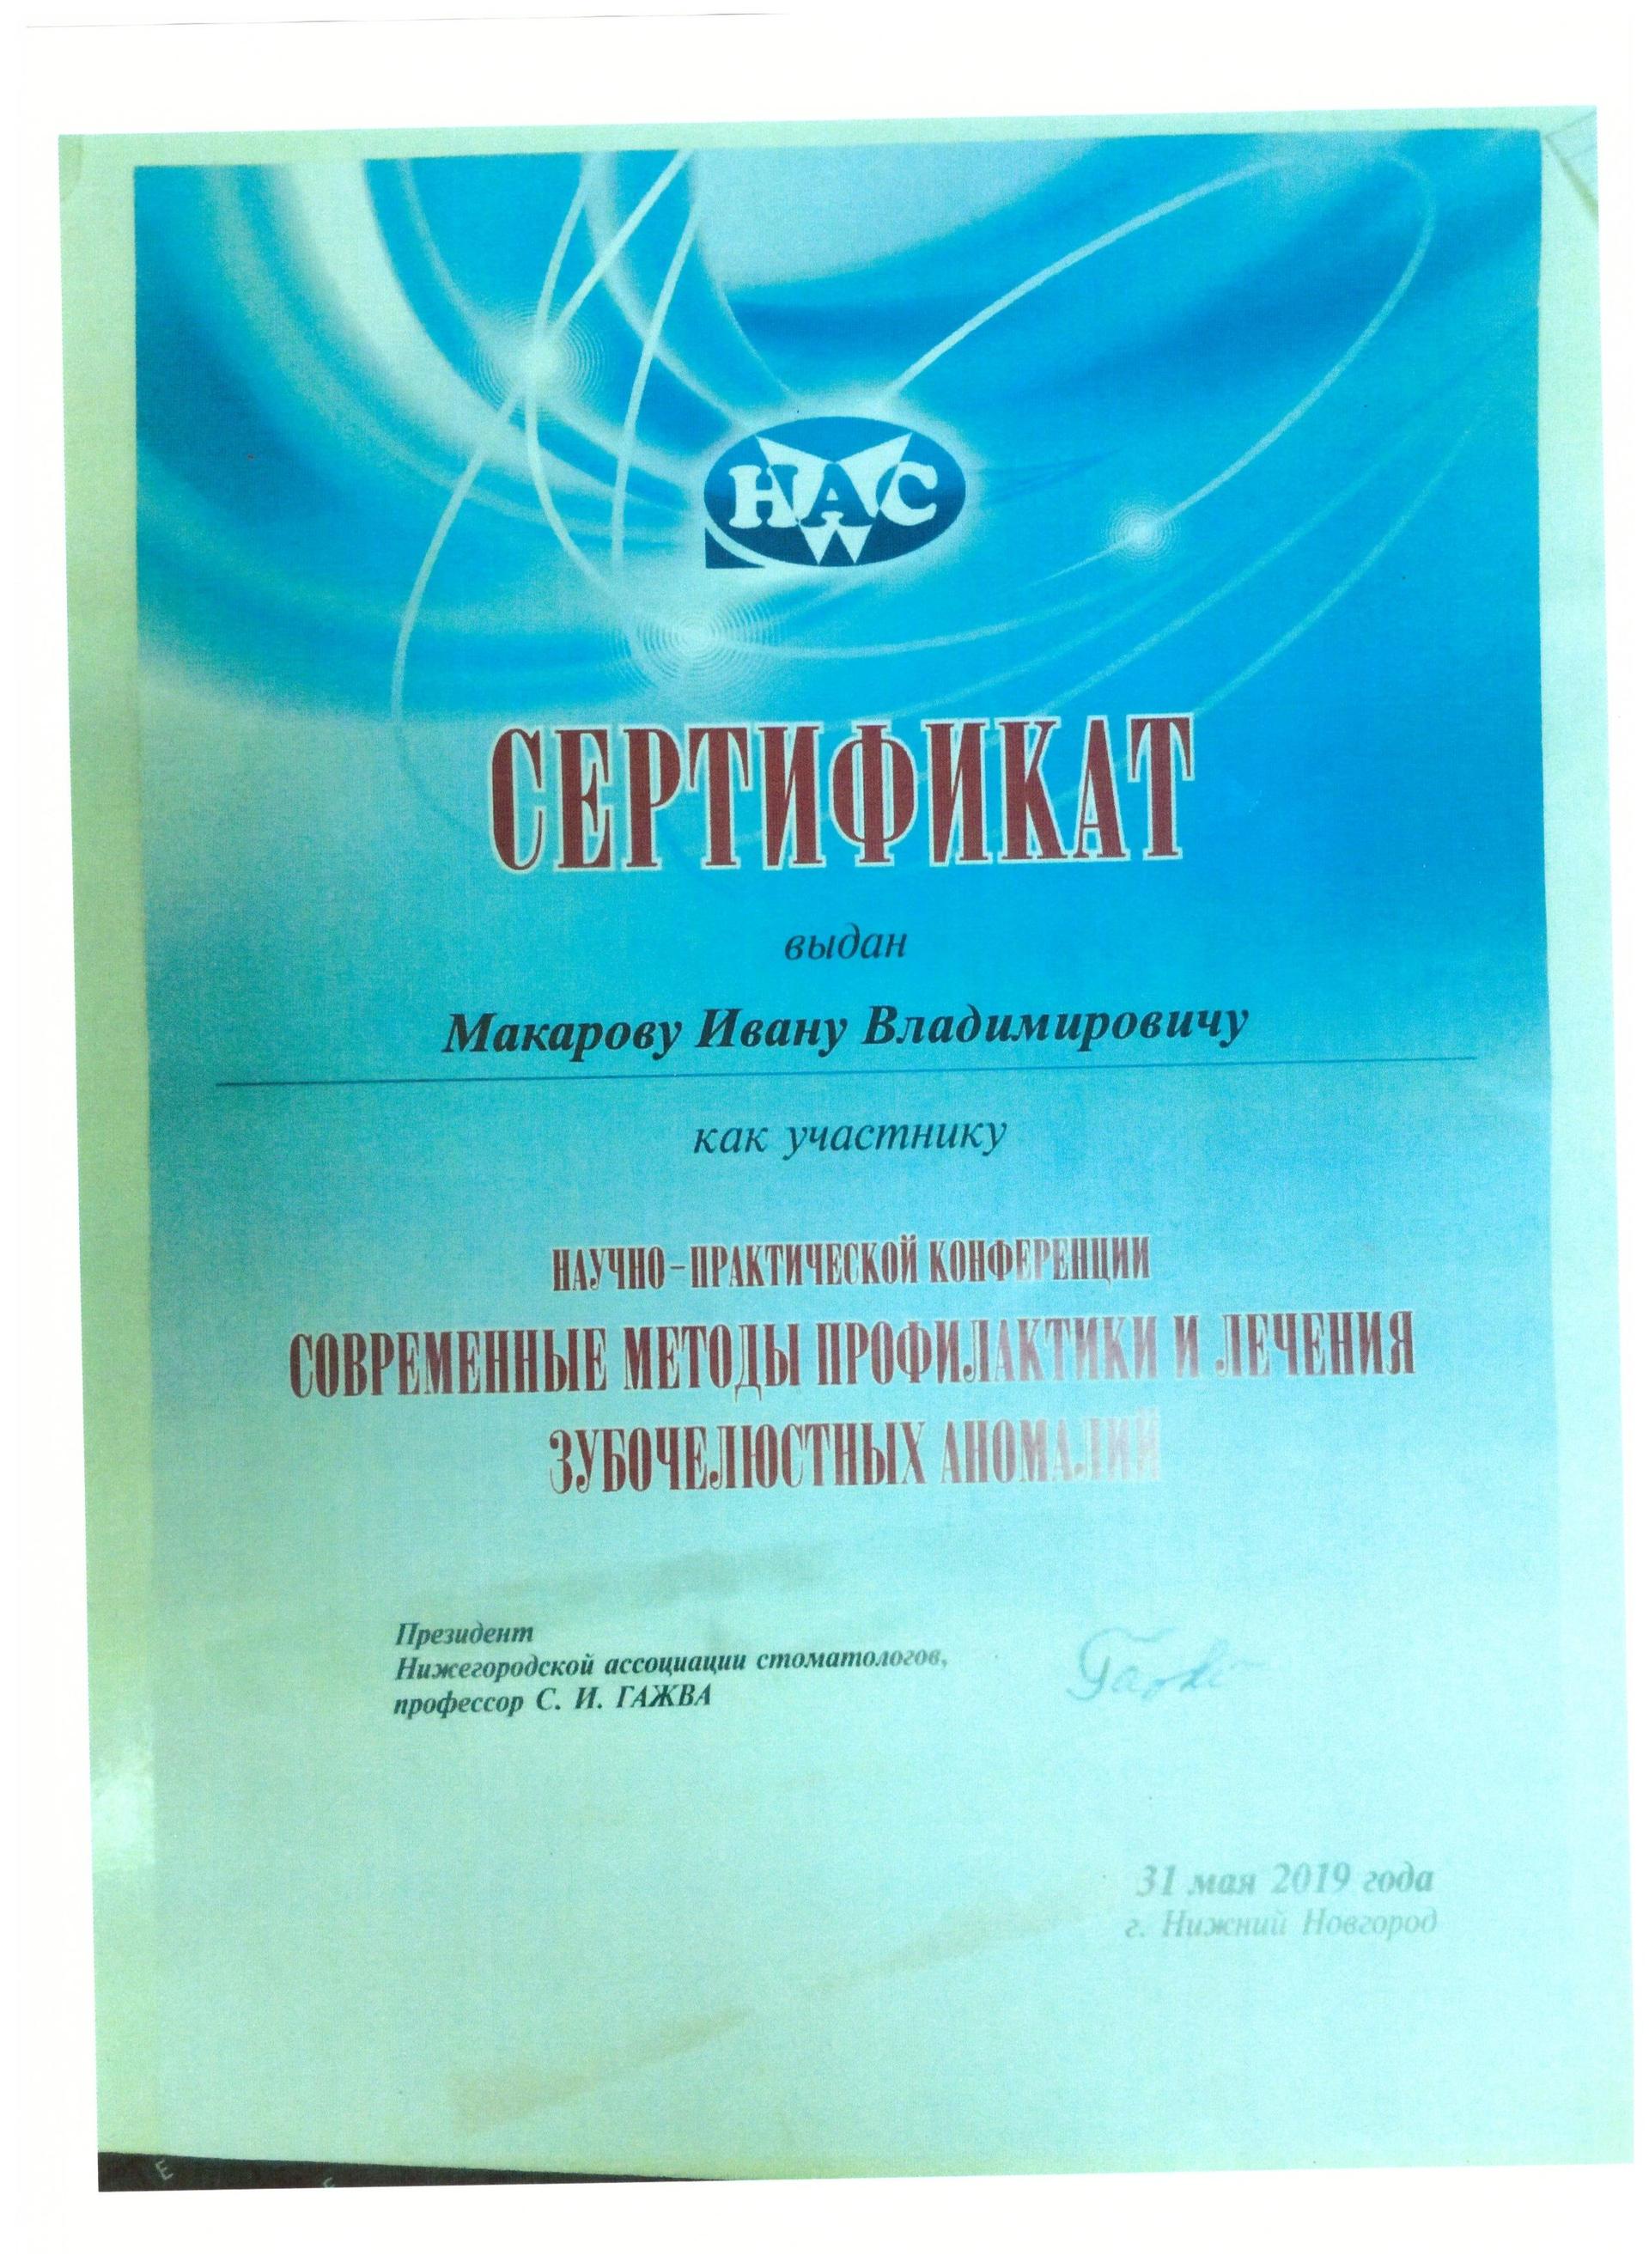 НАС
СЕРТИФИКАТ
выдан
Макарову Ивану Владимировичу
как участнику
НАУЧНО-ПРАКТИЧЕСКОЙ КОНФЕРЕНЦИИ
СОВРЕМЕННЫЕ МЕТОДЫ ПРОФИЛАКТИКИ И ЛЕЧЕНИЯ
ЗУБОЧЕЛЮСТНЫХ АНОМАЛИЙ
Президент
Нижегородской ассоциации стоматологов,
профессор С. И. ГАЖВА
31 мая 2019 года
г. Нижний Новгород